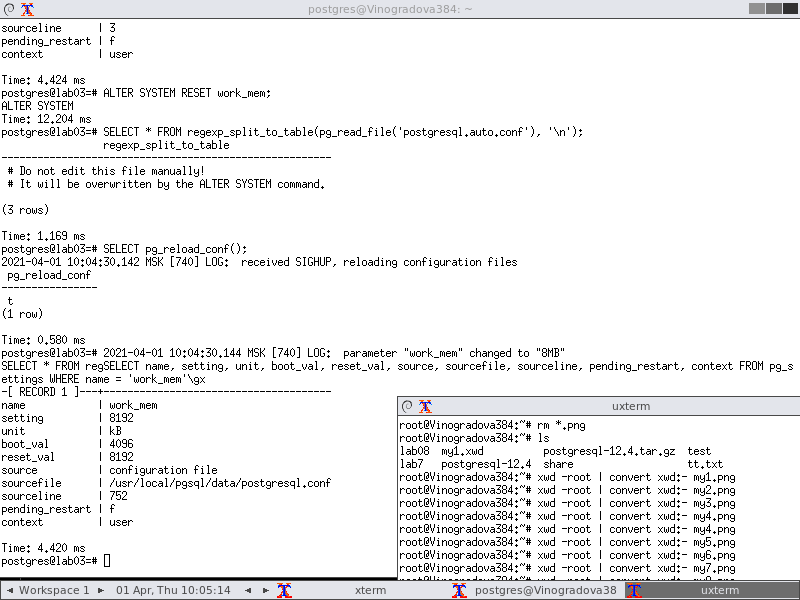 postgres@Vinogradova384: ~
sourceline      | 3
pending_restart | f
context         | user
Time: 4.424 ms
postgres@lab03=# ALTER SYSTEM RESET work_mem;
ALTER SYSTEM
Time: 12.204 ms
postgres@lab03=# SELECT * FROM regexp_split_to_table(pg_read_file('postgresql.auto.conf'), '\n');
                 regexp_split_to_table
-------------------------------------------------------
 # Do not edit this file manually!
 # It will be overwritten by the ALTER SYSTEM command.
(3 rows)
Time: 1.169 ms
postgres@lab03=# SELECT pg_reload_conf();
2021-04-01 10:04:30.142 MSK [740] LOG:  received SIGHUP, reloading configuration files
 pg_reload_conf
----------------
 t
(1 row)
Time: 0.580 ms
postgres@lab03=# 2021-04-01 10:04:30.144 MSK [740] LOG:  parameter "work_mem" changed to "8MB"
SELECT * FROM regSELECT name, setting, unit, boot_val, reset_val, source, sourcefile, sourceline, pending_restart, context FROM pg_s
ettings WHERE name = 'work_mem'\gx
-[ RECORD 1 ]---+--------------------------------------
name            | work_mem
setting         | 8192
unit            | kB
boot_val        | 4096
reset_val       | 8192
source          | configuration file
sourcefile      | /usr/local/pgsql/data/postgresql.conf
sourceline      | 752
pending_restart | f
context         | user
Time: 4.420 ms
postgres@lab03=#
uxterm
root@Vinogradova384:~# rm *.png
root@Vinogradova384:~# ls
lab08  my1.xwd         postgresql-12.4.tar.gz  test
lab7   postgresql-12.4  share                   tt.txt
root@Vinogradova384:~# xwd -root | convert xwd:- my1.png
root@Vinogradova384:~# xwd -root | convert xwd:- my2.png
root@Vinogradova384:~# xwd -root | convert xwd:- my3.png
root@Vinogradova384:~# xwd -root | convert xwd:- my4.png
root@Vinogradova384:~# xwd -root | convert xwd:- my4.png
root@Vinogradova384:~# xwd -root | convert xwd:- my5.png
root@Vinogradova384:~# xwd -root | convert xwd:- my6.png
root@Vinogradova384:~# xwd -root | convert xwd:- my7.png
Workspace 1 01 Apr, Thu 10:05:14 xterm postgres@Vinogradova38 uxterm